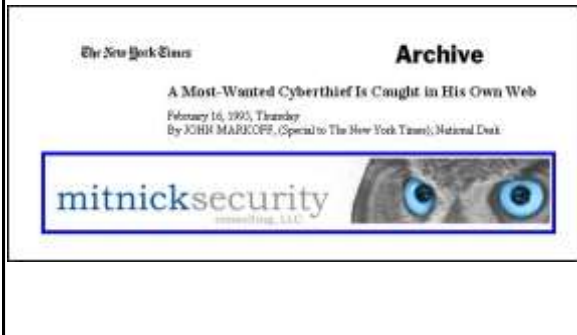 The New York Times
Archive
A Most-Wanted Cyberthief Is Caught in His Own Web
February 16, 1995, Thursday
By JOHN MARKOFF, (Special to The New York Times); National Desk
mitnicksecurity
consulting, LLC